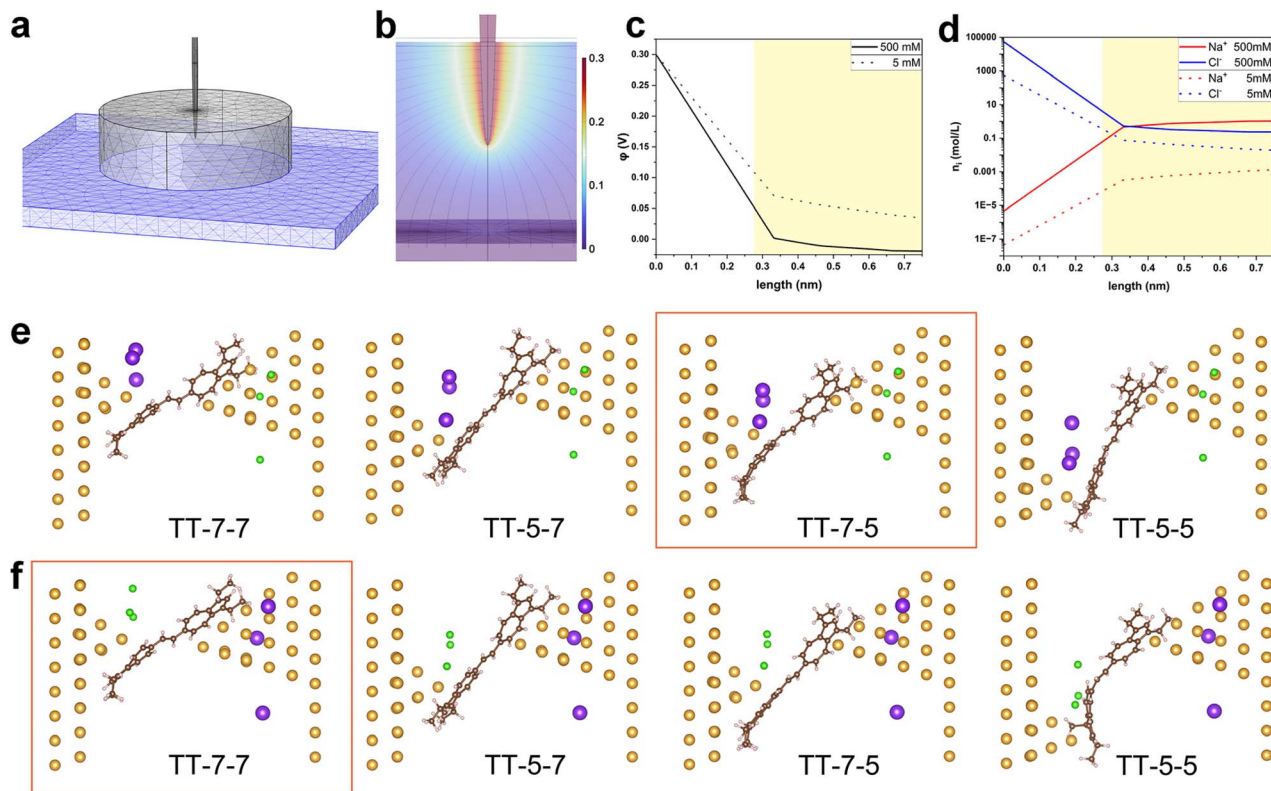 a
b
0.3
0.2
0.1
0
c
500 mM
5 mM
0.30
0.25
0.20
0.15
0.10
0.05
0.00
φ (V)
0.0 0.1 0.2 0.3 0.4 0.5 0.6 0.7
length (nm)
d
Na⁺ 500mM
Cl⁻ 500mM
Na⁺ 5mM
Cl⁻ 5mM
100000
1000
10
0.1
0.001
1E−5
1E−7
nᵢ (mol/L)
0.0 0.1 0.2 0.3 0.4 0.5 0.6 0.7
length (nm)
e
TT-7-7
TT-5-7
TT-7-5
TT-5-5
f
TT-7-7
TT-5-7
TT-7-5
TT-5-5